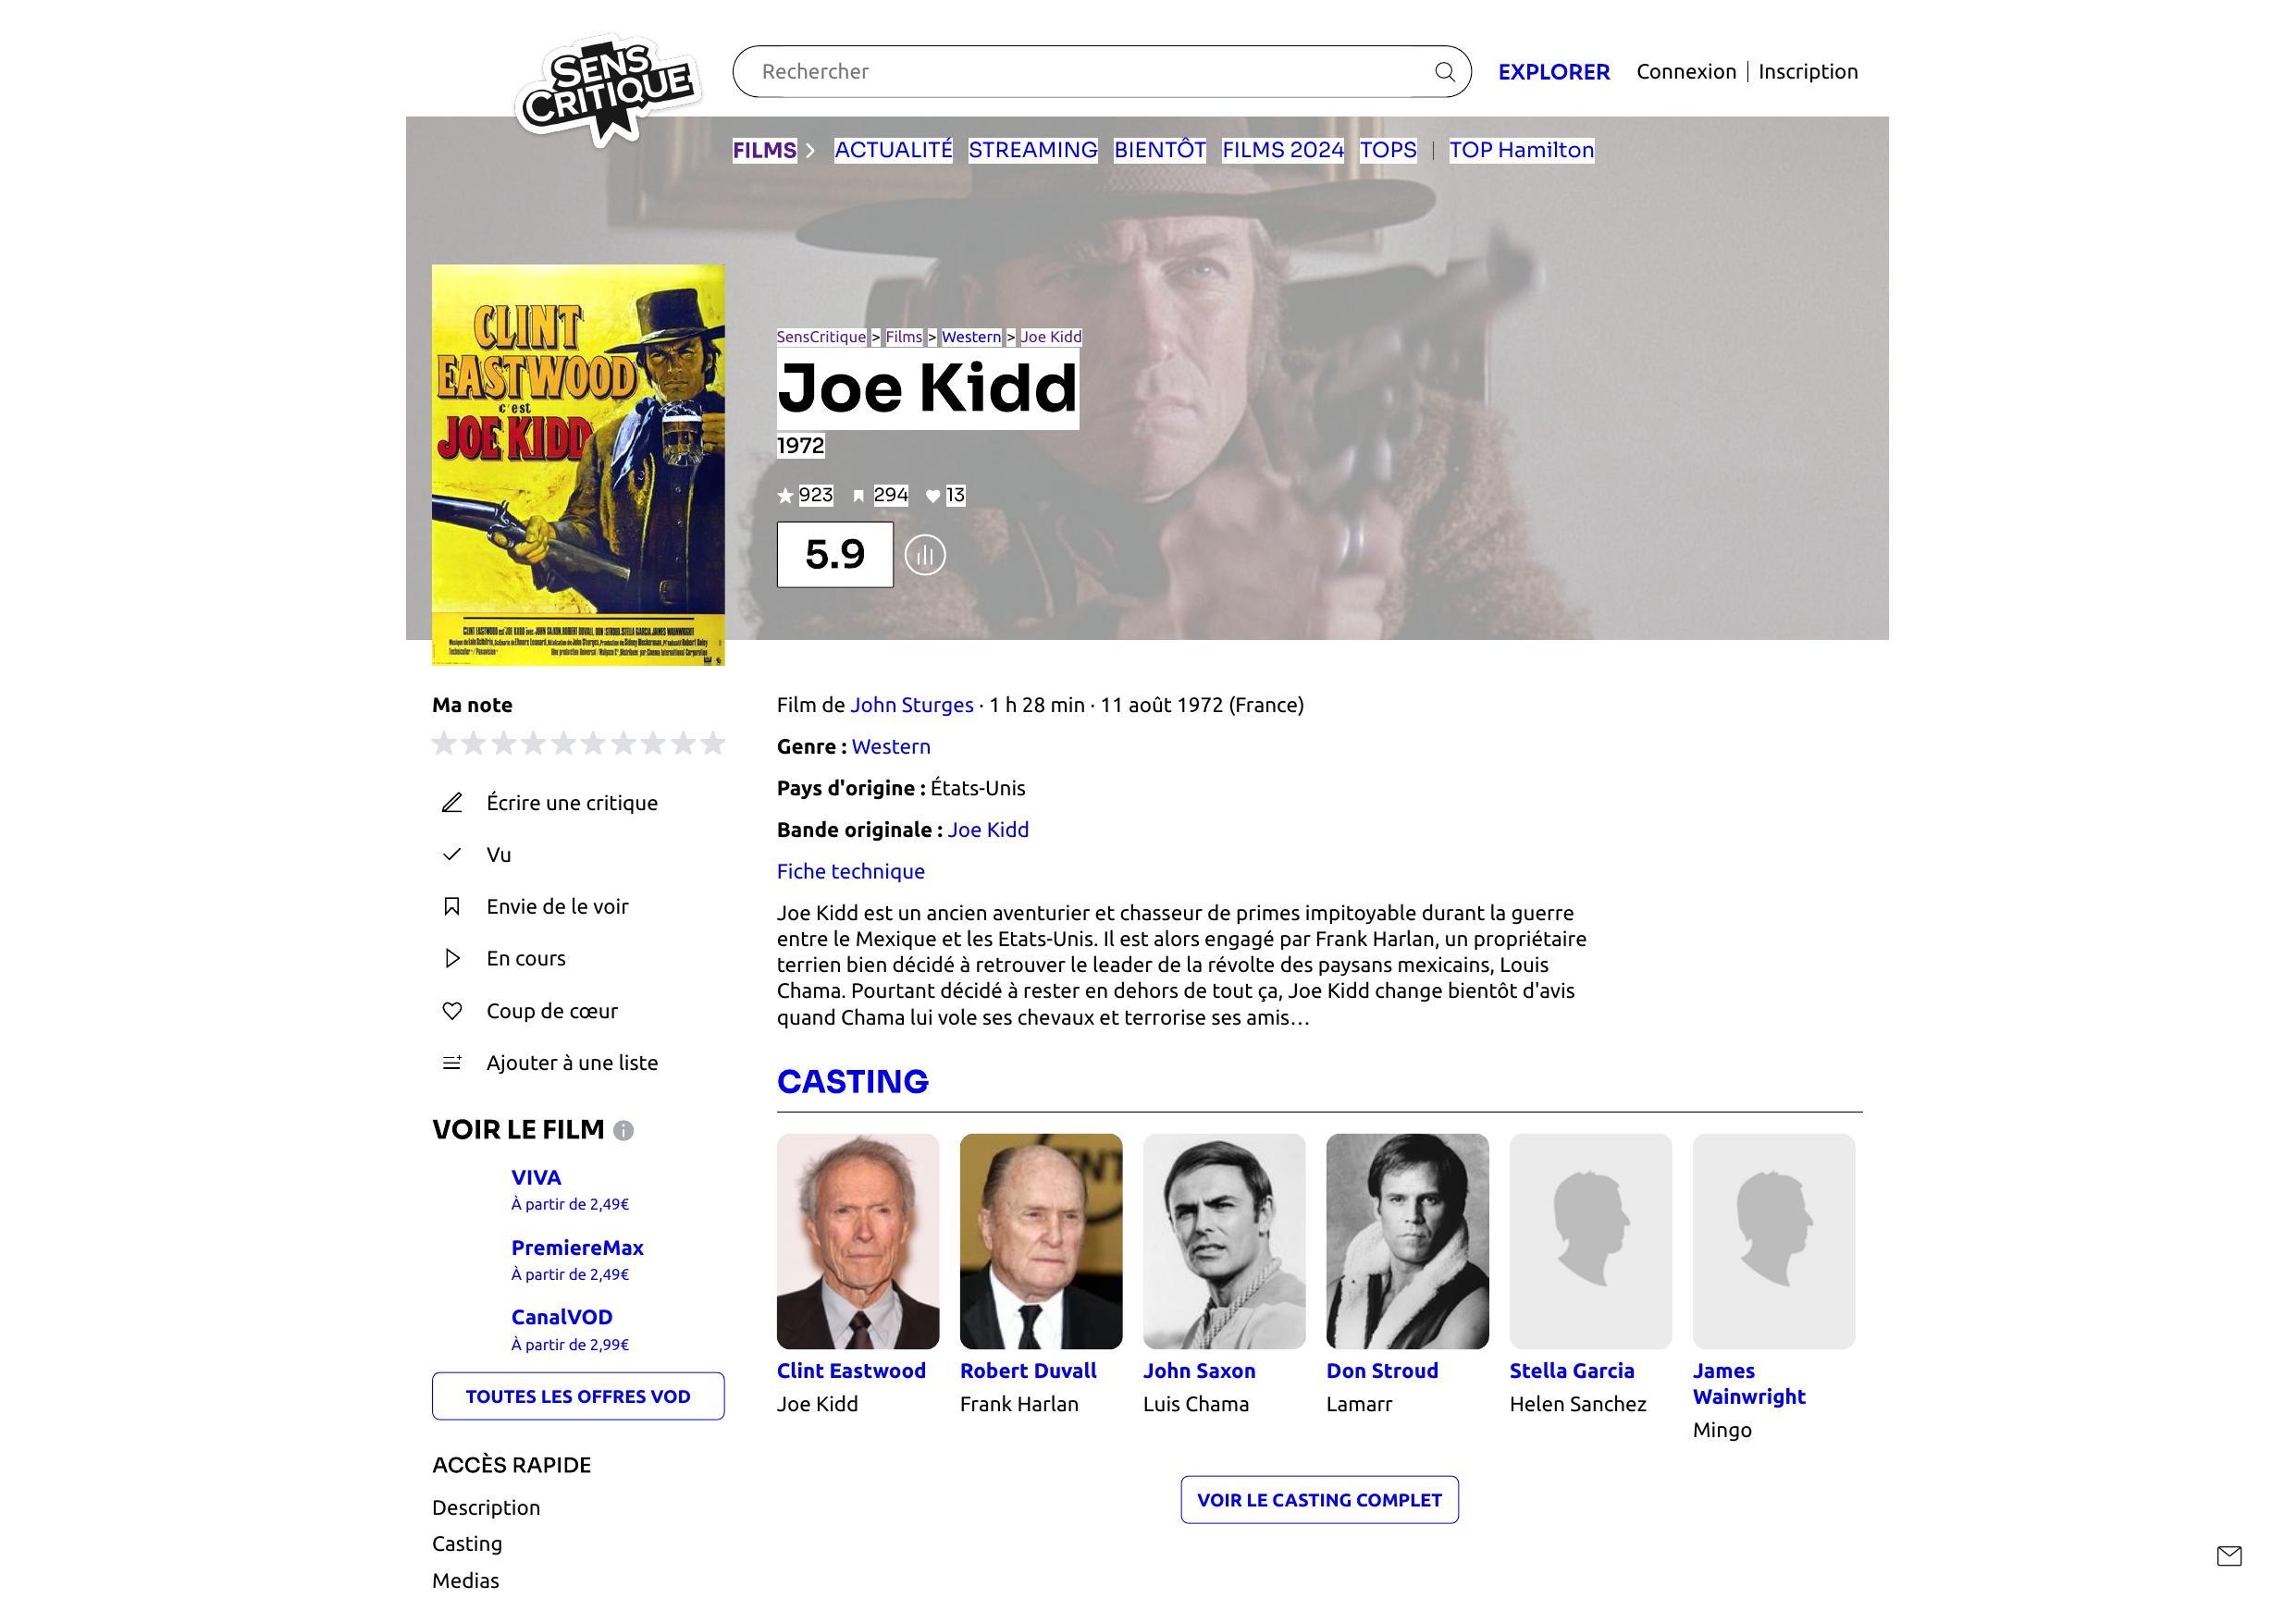 SENS
CRITIQUE
Rechercher
EXPLORER
Connexion | Inscription
FILMS
ACTUALITÉ
STREAMING
BIENTÔT
FILMS 2024
TOPS
TOP Hamilton
CLINT
EASTWOOD
c'est
JOE KIDD
SensCritique > Films > Western > Joe Kidd
Joe Kidd
1972
923
294
13
5.9
Ma note
Écrire une critique
Vu
Envie de le voir
En cours
Coup de cœur
Ajouter à une liste
VOIR LE FILM
VIVA
À partir de 2,49€
PremiereMax
À partir de 2,49€
CanalVOD
À partir de 2,99€
TOUTES LES OFFRES VOD
ACCÈS RAPIDE
Description
Casting
Medias
Film de John Sturges · 1 h 28 min · 11 août 1972 (France)
Genre : Western
Pays d'origine : États-Unis
Bande originale : Joe Kidd
Fiche technique
Joe Kidd est un ancien aventurier et chasseur de primes impitoyable durant la guerre
entre le Mexique et les Etats-Unis. Il est alors engagé par Frank Harlan, un propriétaire
terrien bien décidé à retrouver le leader de la révolte des paysans mexicains, Louis
Chama. Pourtant décidé à rester en dehors de tout ça, Joe Kidd change bientôt d'avis
quand Chama lui vole ses chevaux et terrorise ses amis…
CASTING
Clint Eastwood
Joe Kidd
Robert Duvall
Frank Harlan
John Saxon
Luis Chama
Don Stroud
Lamarr
Stella Garcia
Helen Sanchez
James
Wainwright
Mingo
VOIR LE CASTING COMPLET